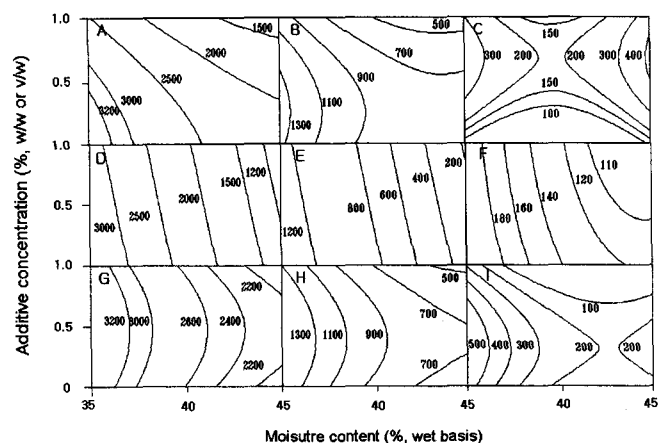 Additive concentration (%, w/w or v/w)
1.0
0.5
1.0
0.5
1.0
0.5
0
A
1500
2000
2500
3000
3200
B
500
700
900
1100
1300
C
150
300 200 200 300 400
150
100
D
1200
1500
2000
2500
3000
E
200
400
600
800
1200
F
110
120
140
160
180
G
2200
3200 3000 2600 2400
2200
H
500
1300 1100 900
700
700
I
100
500 400 300
200 200
35 40 45 40 45 40 45
Moisutre content (%, wet basis)